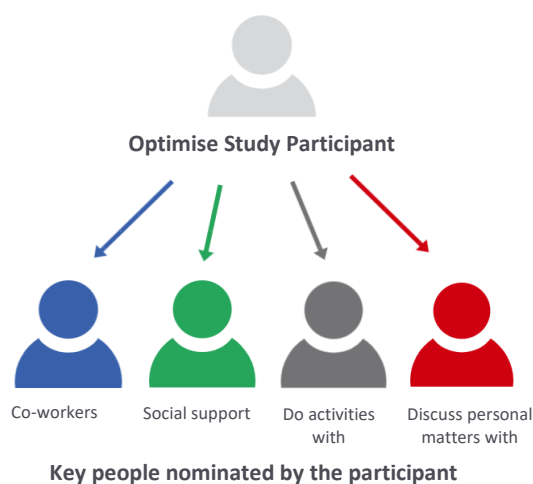 Optimise Study Participant
Co-workers
Social support
Do activities
with
Discuss personal
matters with
Key people nominated by the participant